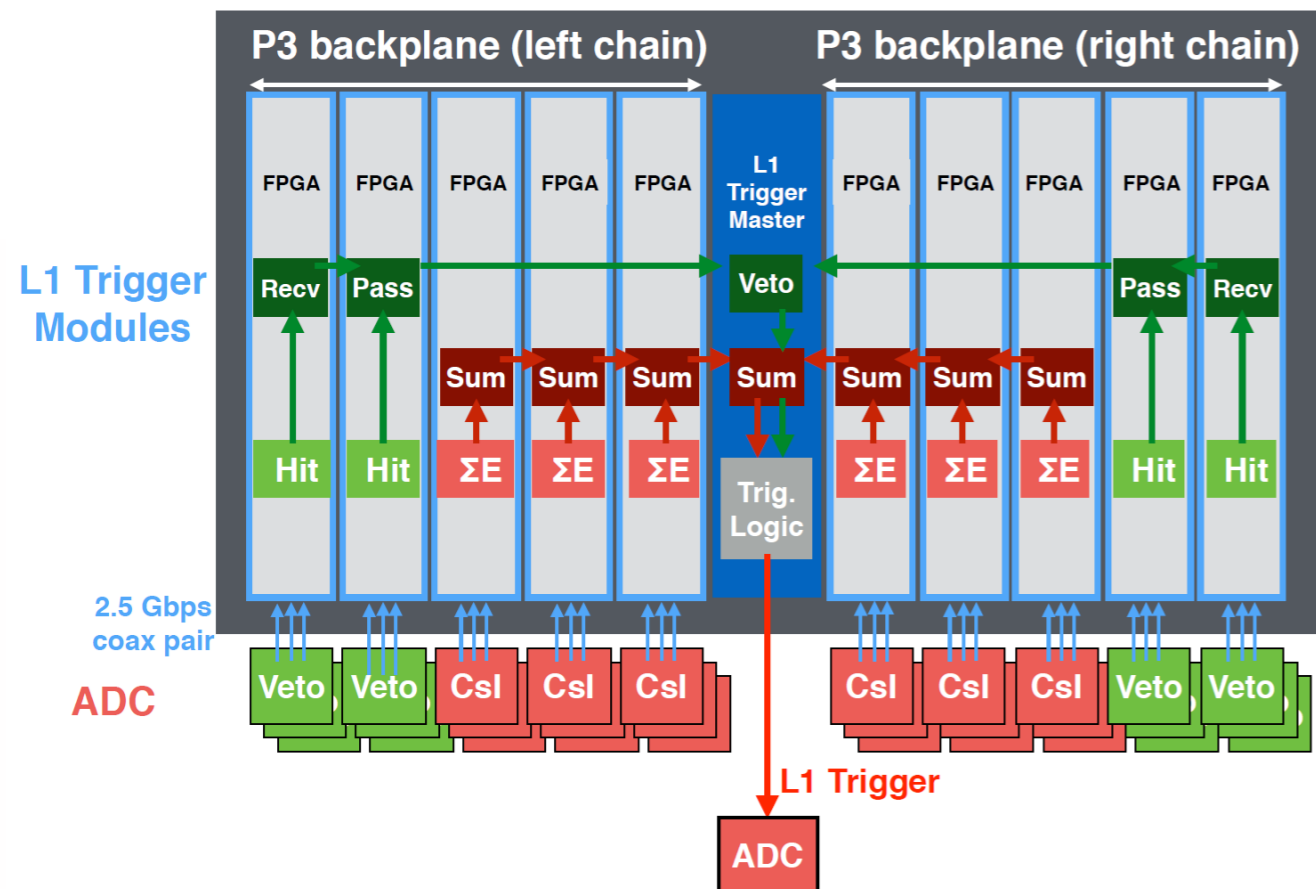 P3 backplane (left chain)
P3 backplane (right chain)
FPGA
FPGA
FPGA
FPGA
FPGA
L1
Trigger
Master
FPGA
FPGA
FPGA
FPGA
FPGA
L1 Trigger
Modules
Recv
Pass
Veto
Pass
Recv
Sum
Sum
Sum
Sum
Sum
Sum
Sum
Hit
Hit
ΣE
ΣE
ΣE
Trig.
Logic
ΣE
ΣE
ΣE
Hit
Hit
2.5 Gbps
coax pair
ADC
Veto
Veto
CsI
CsI
CsI
CsI
CsI
CsI
Veto
Veto
L1 Trigger
ADC